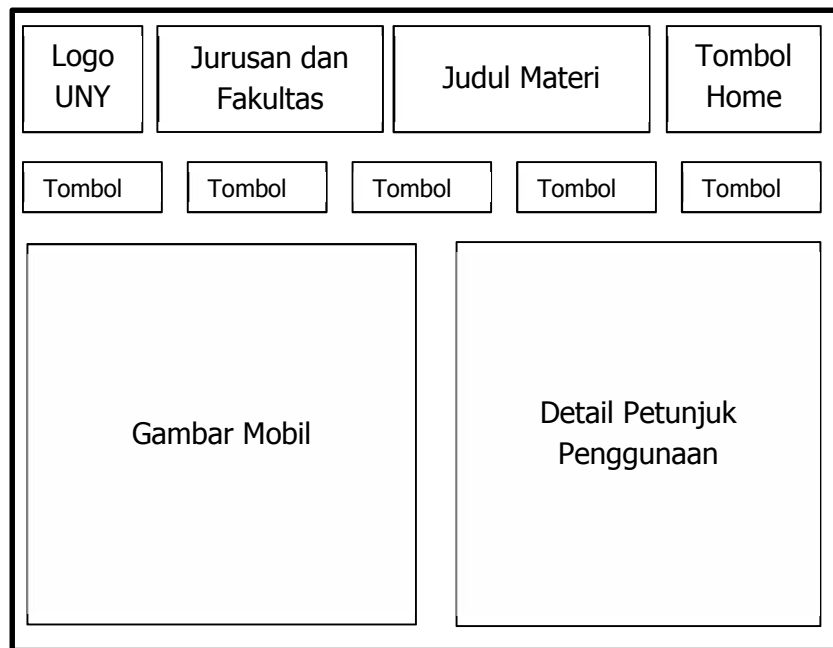 Logo
UNY
Jurusan dan
Fakultas
Judul Materi
Tombol
Home
Tombol
Tombol
Tombol
Tombol
Tombol
Gambar Mobil
Detail Petunjuk
Penggunaan